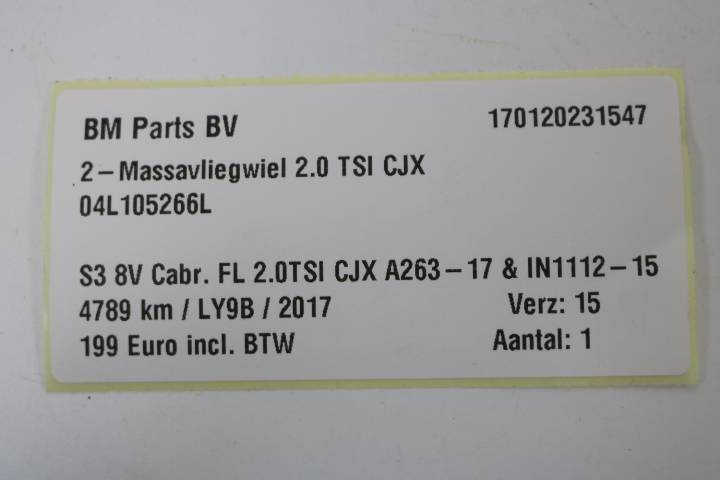 BM Parts BV 170120231547
2-Massavliegwiel 2.0 TSI CJX
04L105266L
S3 8V Cabr. FL 2.0TSI CJX A263-17 & IN1112-15
4789 km / LY9B / 2017 Verz: 15
199 Euro incl. BTW Aantal: 1